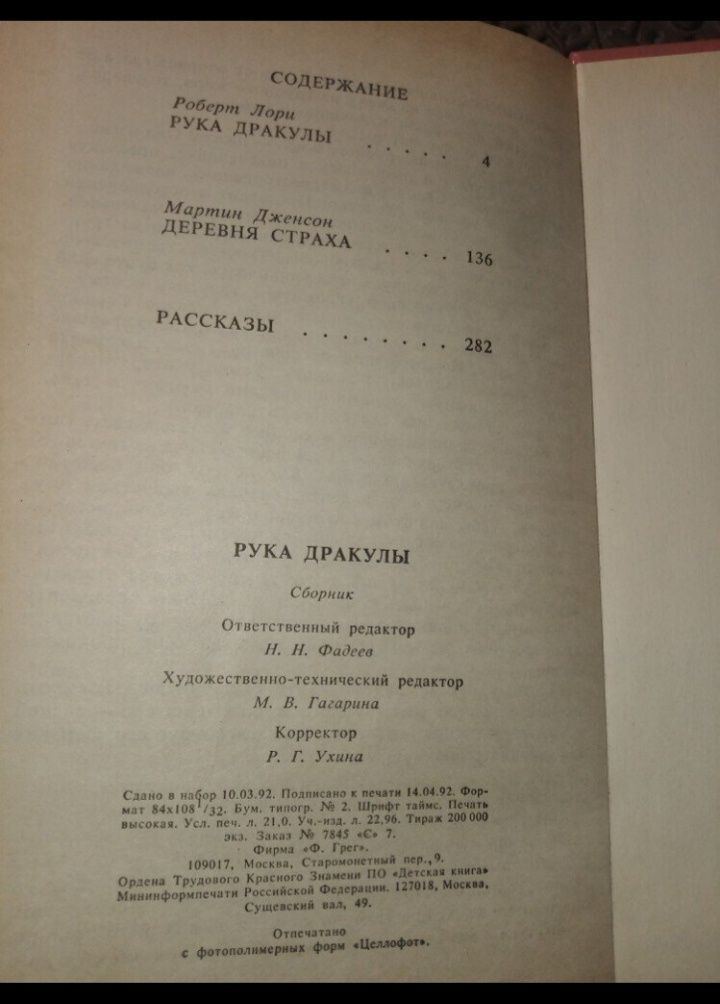 СОДЕРЖАНИЕ
Роберт Лори
РУКА ДРАКУЛЫ . . . . . 4
Мартин Дженсон
ДЕРЕВНЯ СТРАХА . . . . 136
РАССКАЗЫ . . . . . . . . 282
РУКА ДРАКУЛЫ
Сборник
Ответственный редактор
Н. Н. Фадеев
Художественно-технический редактор
М. В. Гагарина
Корректор
Р. Г. Ухина
Сдано в набор 10.03.92. Подписано к печати 14.04.92. Фор-
мат 84х108 1/32. Бум. типогр. № 2. Шрифт таймс. Печать
высокая. Усл. печ. л. 21,0. Уч.-изд. л. 22,96. Тираж 200 000
экз. Заказ № 7845 «С» 7.
Фирма «Ф. Грег».
109017, Москва, Старомонетный пер., 9.
Ордена Трудового Красного Знамени ПО «Детская книга»
Мининформпечати Российской Федерации. 127018, Москва,
Сущевский вал, 49.
Отпечатано
с фотополимерных форм «Целлофот».